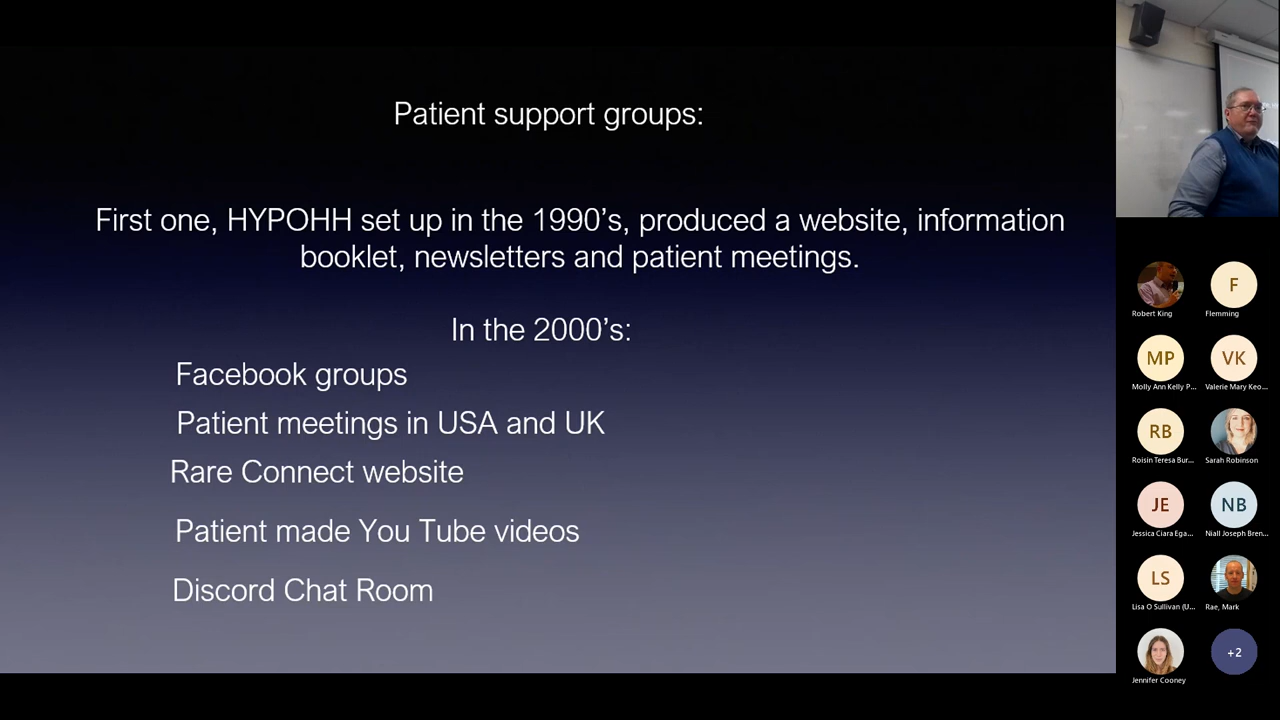 Patient support groups:
First one, HYPOHH set up in the 1990's, produced a website, information
booklet, newsletters and patient meetings.
In the 2000's:
Facebook groups
Patient meetings in USA and UK
Rare Connect website
Patient made You Tube videos
Discord Chat Room
Robert King
F
Flemming
MP
Molly Ann Kelly P...
VK
Valerie Mary Keo...
RB
Roisin Teresa Bur...
Sarah Robinson
JE
Jessica Ciara Ega...
NB
Niall Joseph Bren...
LS
Lisa O Sullivan (U...
Rae, Mark
Jennifer Cooney
+2